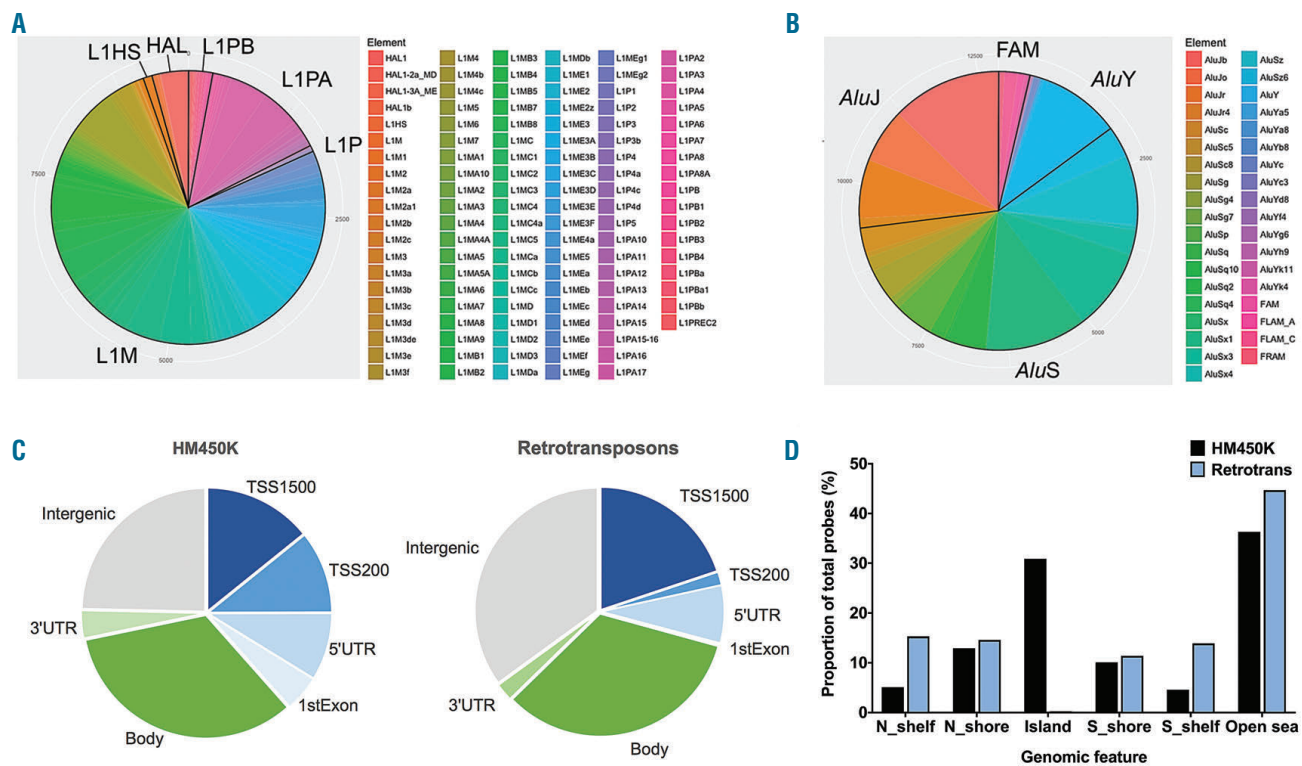 A
L1HS
HAL
L1PB
L1PA
L1P
L1M
0
2500
5000
7500
Element
HAL1
HAL1-2a_MD
HAL1-3A_ME
HAL1b
L1HS
L1M
L1M1
L1M2
L1M2a
L1M2a1
L1M2b
L1M2c
L1M3
L1M3a
L1M3b
L1M3c
L1M3d
L1M3de
L1M3e
L1M3f
L1M4
L1M4b
L1M4c
L1M5
L1M6
L1M7
L1MA1
L1MA10
L1MA2
L1MA3
L1MA4
L1MA4A
L1MA5
L1MA5A
L1MA6
L1MA7
L1MA8
L1MA9
L1MB1
L1MB2
L1MB3
L1MB4
L1MB5
L1MB7
L1MB8
L1MC
L1MC1
L1MC2
L1MC3
L1MC4
L1MC4a
L1MC5
L1MCa
L1MCb
L1MCc
L1MD
L1MD1
L1MD2
L1MD3
L1MDa
L1MDb
L1ME1
L1ME2
L1ME2z
L1ME3
L1ME3A
L1ME3B
L1ME3C
L1ME3D
L1ME3E
L1ME3F
L1ME4a
L1ME5
L1MEa
L1MEb
L1MEc
L1MEd
L1MEe
L1MEf
L1MEg
L1MEg1
L1MEg2
L1P1
L1P2
L1P3
L1P3b
L1P4
L1P4a
L1P4c
L1P4d
L1P5
L1PA10
L1PA11
L1PA12
L1PA13
L1PA14
L1PA15
L1PA15-16
L1PA16
L1PA17
L1PA2
L1PA3
L1PA4
L1PA5
L1PA6
L1PA7
L1PA8
L1PA8A
L1PB
L1PB1
L1PB2
L1PB3
L1PB4
L1PBa
L1PBa1
L1PBb
L1PREC2
B
FAM
AluY
AluJ
AluS
12500
2500
5000
7500
10000
Element
AluJb
AluJo
AluJr
AluJr4
AluSc
AluSc5
AluSc8
AluSg
AluSg4
AluSg7
AluSp
AluSq
AluSq10
AluSq2
AluSq4
AluSx
AluSx1
AluSx3
AluSx4
AluSz
AluSz6
AluY
AluYa5
AluYa8
AluYb8
AluYc
AluYc3
AluYd8
AluYf4
AluYg6
AluYh9
AluYk11
AluYk4
FAM
FLAM_A
FLAM_C
FRAM
C
HM450K
TSS1500
TSS200
5'UTR
1stExon
Body
3'UTR
Intergenic
Retrotransposons
TSS1500
TSS200
5'UTR
1stExon
Body
3'UTR
Intergenic
D
HM450K
Retrotrans
Proportion of total probes (%)
50
40
30
20
10
0
N_shelf N_shore Island S_shore S_shelf Open sea
Genomic feature